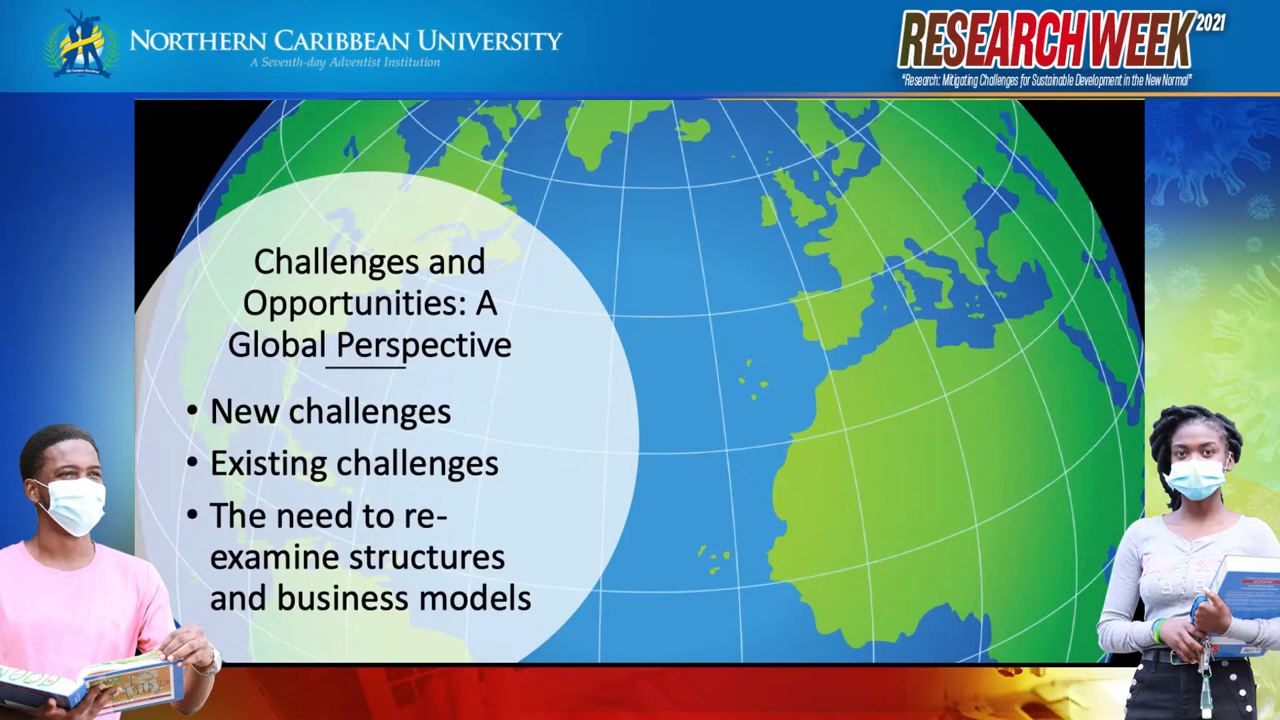 NORTHERN CARIBBEAN UNIVERSITY
A Seventh-day Adventist Institution
RESEARCH WEEK 2021
"Research: Mitigating Challenges for Sustainable Development in the New Normal"
Challenges and
Opportunities: A
Global Perspective
• New challenges
• Existing challenges
• The need to re-
examine structures
and business models